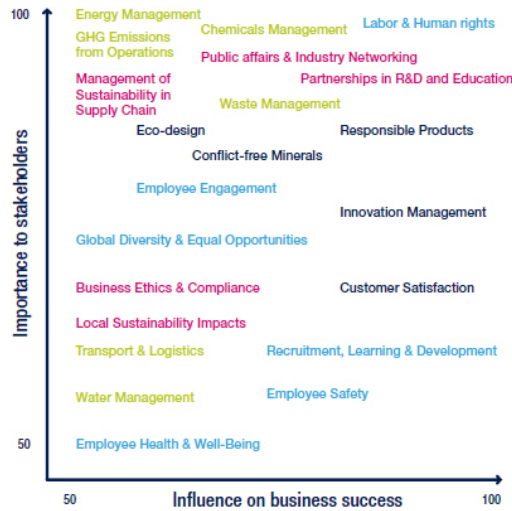 100
Energy Management
Chemicals Management
Labor & Human rights
GHG Emissions
from Operations
Public affairs & Industry Networking
Management of
Sustainability in
Supply Chain
Partnerships in R&D and Education
Waste Management
Eco-design
Responsible Products
Conflict-free Minerals
Employee Engagement
Innovation Management
Global Diversity & Equal Opportunities
Business Ethics & Compliance
Customer Satisfaction
Local Sustainability Impacts
Transport & Logistics
Recruitment, Learning & Development
Water Management
Employee Safety
50
Employee Health & Well-Being
Importance to stakeholders
50
Influence on business success
100